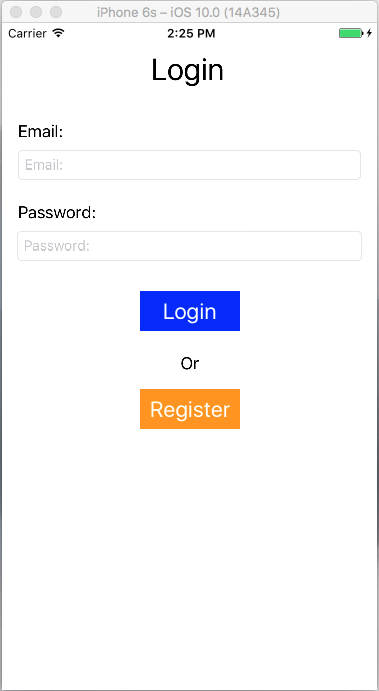 iPhone 6s – iOS 10.0 (14A345)
Carrier 2:25 PM
Login
Email:
Email:
Password:
Password:
Login
Or
Register